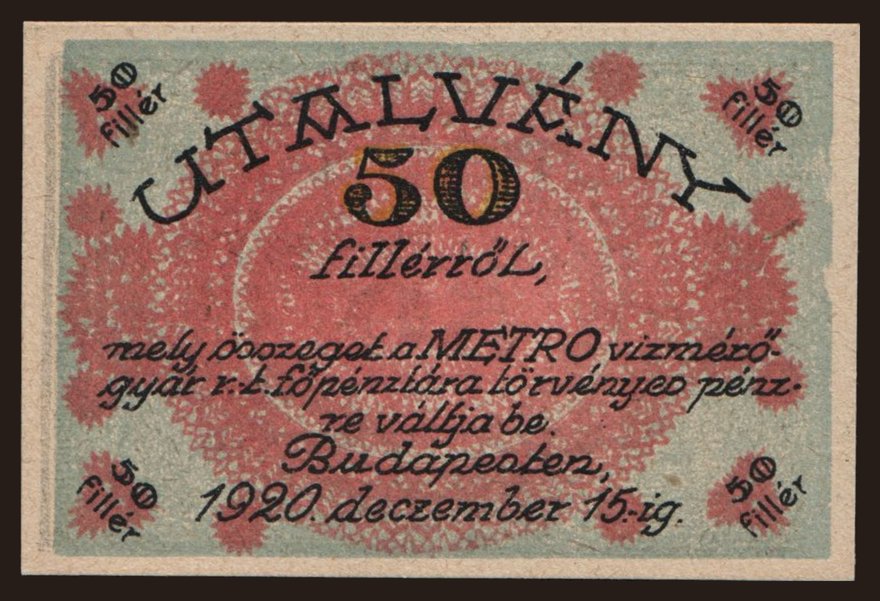 50 fillér
50 fillér
UTALVÁNY
50
fillérről,
mely összeget a METRO vizmérő-
gyár r.t. főpénztára törvényes pénz-
re váltja be.
Budapesten,
1920. deczember 15.-ig.
50 fillér
50 fillér